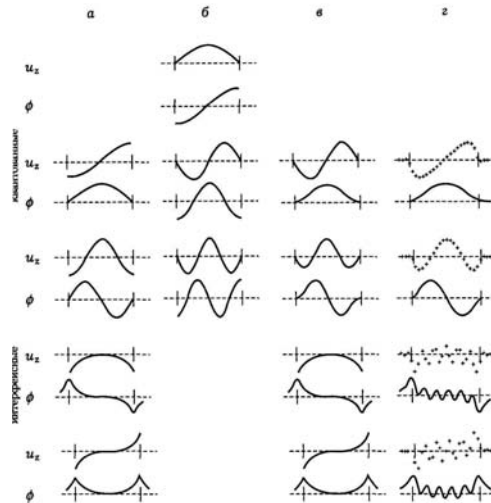 а б в г
u_z
ϕ
квантованные
u_z
ϕ
u_z
ϕ
интерфейсные
u_z
ϕ
u_z
ϕ